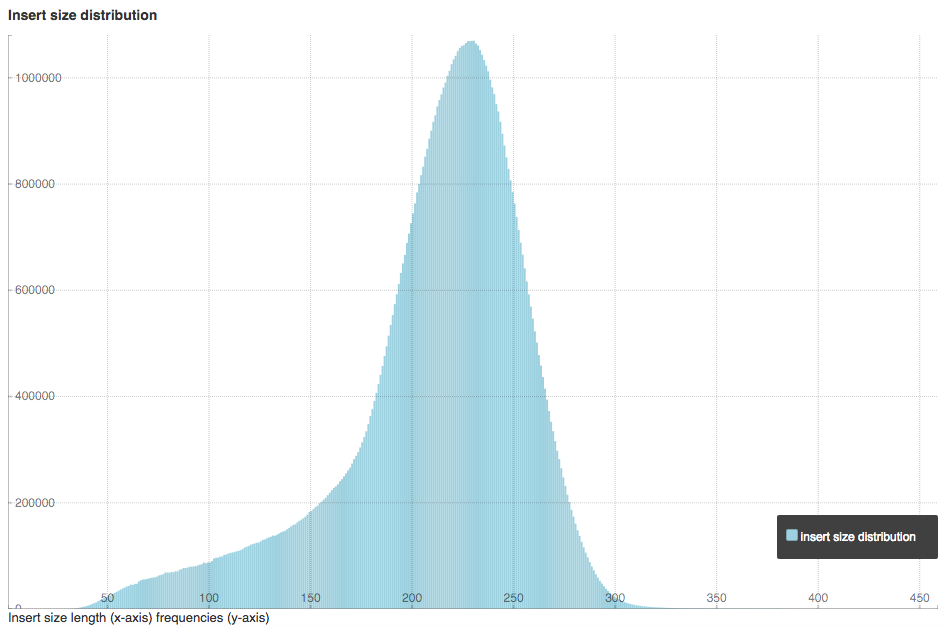 Insert size distribution
1000000
800000
600000
400000
200000
insert size distribution
0 50 100 150 200 250 300 350 400 450
Insert size length (x-axis) frequencies (y-axis)